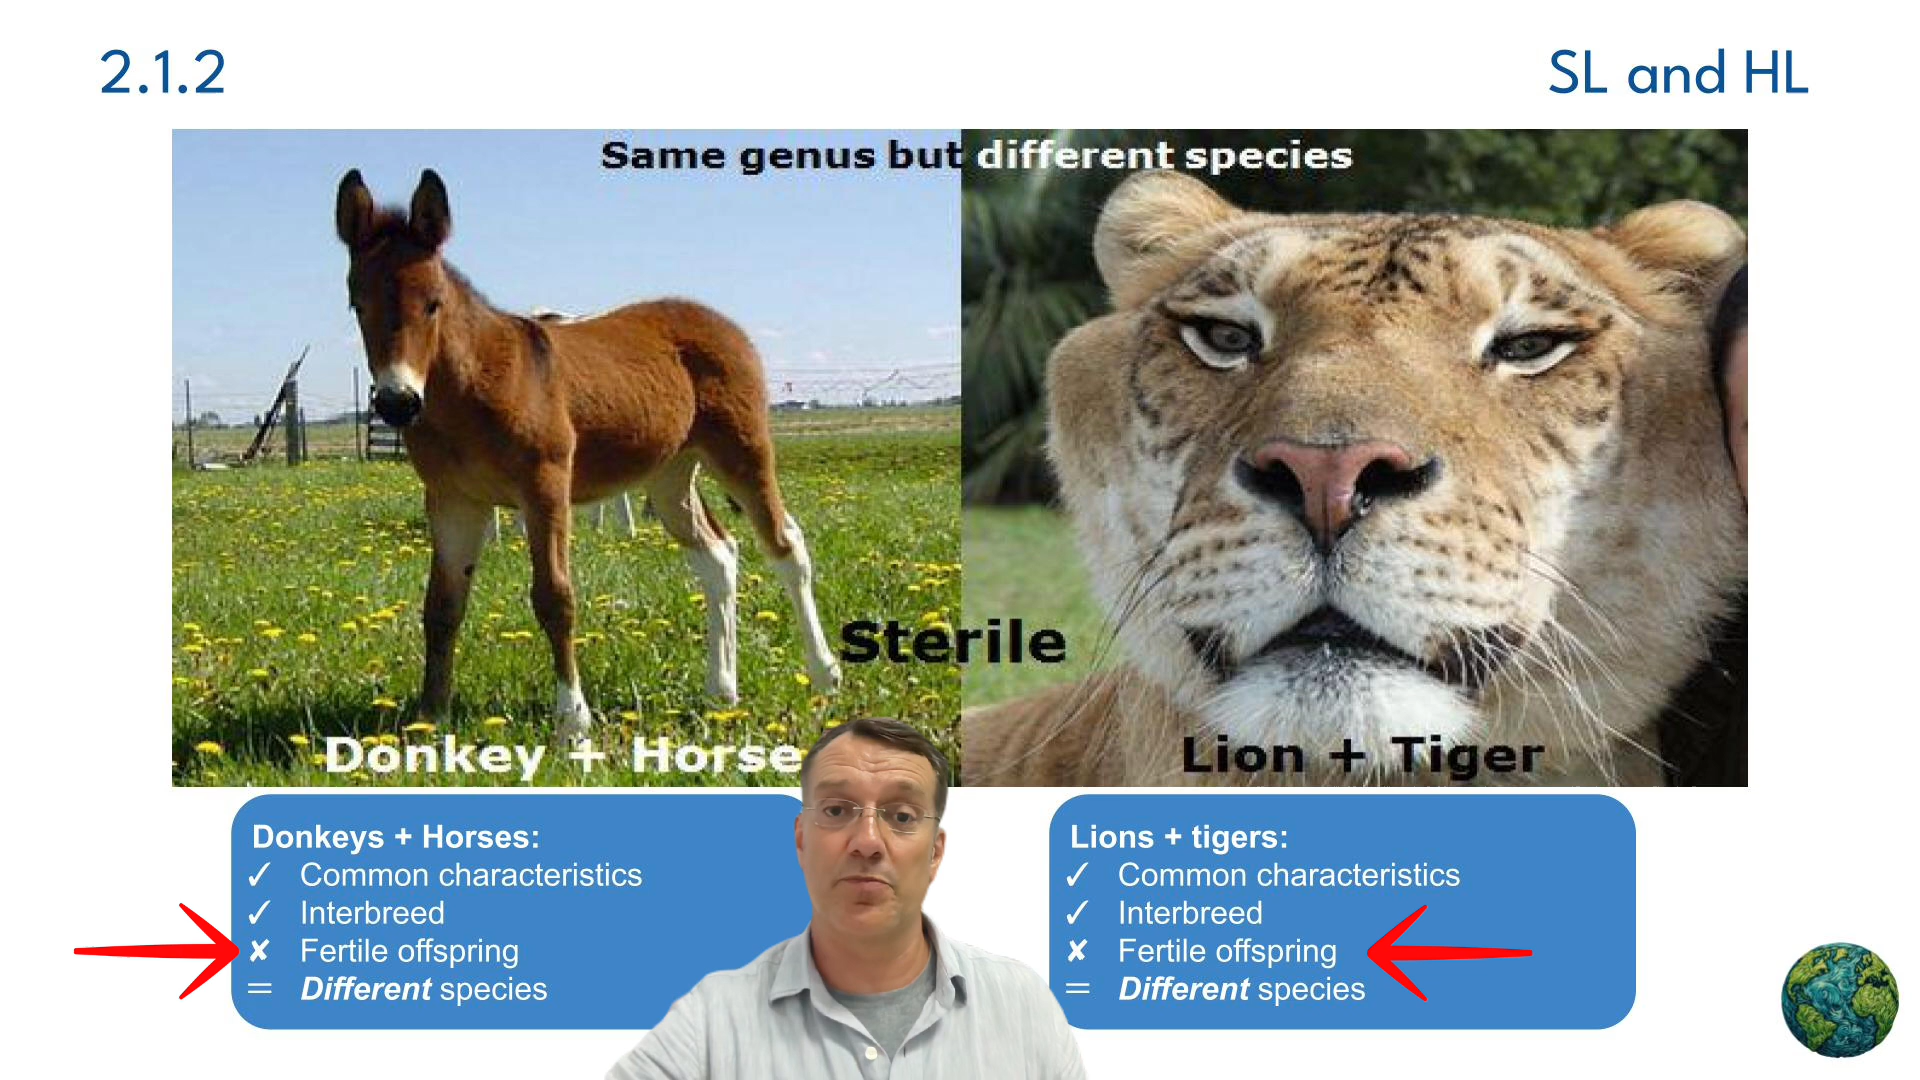 2.1.2
SL and HL
Same genus but different species
Sterile
Donkey + Horse
Lion + Tiger
Donkeys + Horses:
✓ Common characteristics
✓ Interbreed
✘ Fertile offspring
= Different species
Lions + tigers:
✓ Common characteristics
✓ Interbreed
✘ Fertile offspring
= Different species